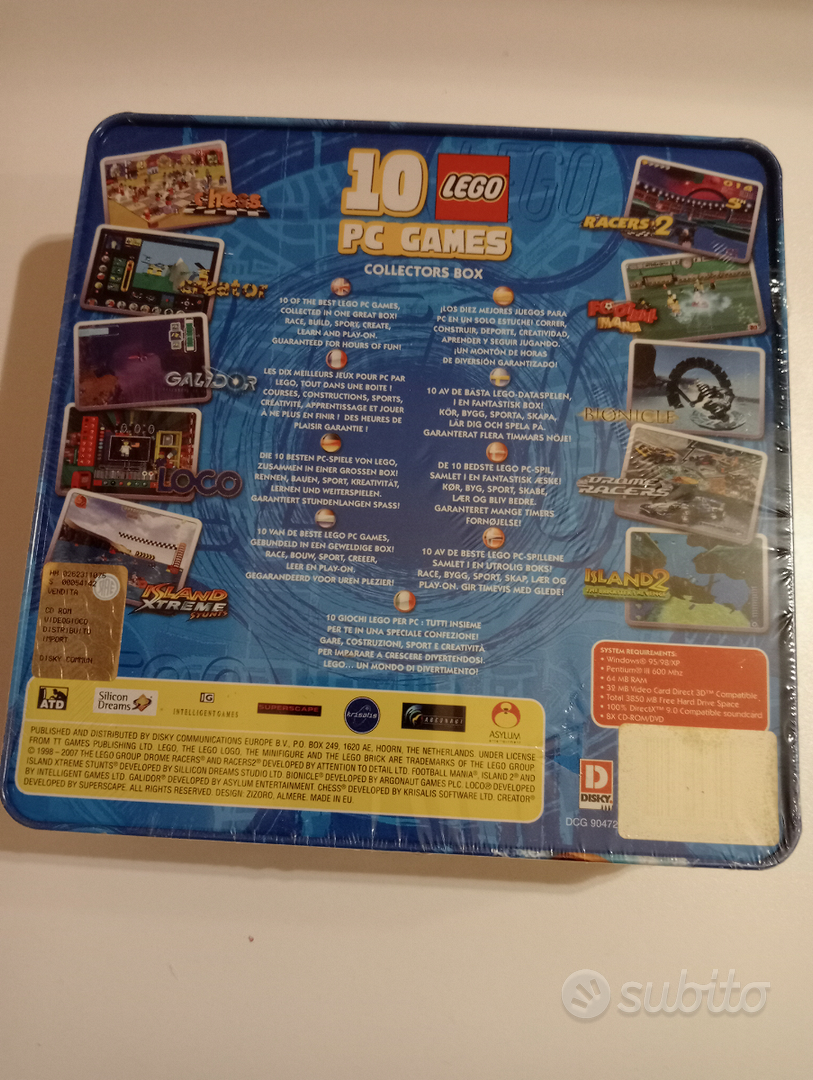 10 LEGO
PC GAMES
COLLECTORS BOX
chess
creator
GALIDOR
LOCO
ISLAND
XTREME
STUNTS
RACERS 2
FOOTBALL
MANIA
BIONICLE
DROME
RACERS
ISLAND 2
10 OF THE BEST LEGO PC GAMES,
COLLECTED IN ONE GREAT BOX!
RACE, BUILD, SPORT, CREATE,
LEARN AND PLAY-ON.
GUARANTEED FOR HOURS OF FUN!
LES DIX MEILLEURS JEUX POUR PC PAR
LEGO, TOUT DANS UNE BOITE !
COURSES, CONSTRUCTIONS, SPORTS,
CRÉATIVITÉ, APPRENTISSAGE ET JOUER
À NE PLUS EN FINIR ! DES HEURES DE
PLAISIR GARANTIE !
DIE 10 BESTEN PC-SPIELE VON LEGO,
ZUSAMMEN IN EINER GROSSEN BOX!
RENNEN, BAUEN, SPORT, KREATIVITÄT,
LERNEN UND WEITERSPIELEN.
GARANTIERT STUNDENLANGEN SPASS!
10 VAN DE BESTE LEGO PC GAMES,
GEBUNDELD IN EEN GEWELDIGE BOX!
RACE, BOUW, SPORT, CREËER,
LEER EN PLAY-ON.
GEGARANDEERD VOOR UREN PLEZIER!
¡LOS DIEZ MEJORES JUEGOS PARA
PC EN UN SOLO ESTUCHE! CORRER,
CONSTRUIR, DEPORTE, CREATIVIDAD,
APRENDER Y SEGUIR JUGANDO.
¡UN MONTÓN DE HORAS
DE DIVERSIÓN GARANTIZADO!
10 AV DE BÄSTA LEGO-DATASPELEN,
I EN FANTASTISK BOX!
KÖR, BYGG, SPORTA, SKAPA,
LÄR DIG OCH SPELA PÅ.
GARANTERAT FLERA TIMMARS NÖJE!
DE 10 BEDSTE LEGO PC-SPIL,
SAMLET I EN FANTASTISK ÆSKE!
KØR, BYG, SPORT, SKABE,
LÆR OG BLIV BEDRE.
GARANTERET MANGE TIMERS
FORNØJELSE!
10 AV DE BESTE LEGO PC-SPILLENE
SAMLET I EN UTROLIG BOKS!
RACE, BYGG, SPORT, SKAP, LÆR OG
PLAY-ON. GIR TIMEVIS MED GLEDE!
10 GIOCHI LEGO PER PC : TUTTI INSIEME
PER TE IN UNA SPECIALE CONFEZIONE!
GARE, COSTRUZIONI, SPORT E CREATIVITÀ
PER IMPARARE A CRESCERE DIVERTENDOSI.
LEGO... UN MONDO DI DIVERTIMENTO!
VENDITA
CD ROM
VIDEOGIOCO
DISTRIBUITO
IMPORT
DISKY COMMUN
SYSTEM REQUIREMENTS:
• Windows® 95/98/XP
• Pentium® III 600 Mhz
• 64 MB RAM
• 32 MB Video Card Direct 3D™ Compatible
• Total 3850 MB Free Hard Drive Space
• 100% DirectX™ 9.0 Compatible soundcard
• 8X CD-ROM/DVD
ATD
Silicon
Dreams
IG
INTELLIGENT GAMES
SUPERSCAPE
krisalis
ARGONAUT
ASYLUM
PUBLISHED AND DISTRIBUTED BY DISKY COMMUNICATIONS EUROPE B.V., P.O. BOX 249, 1620 AE, HOORN, THE NETHERLANDS. UNDER LICENSE
FROM TT GAMES PUBLISHING LTD. LEGO, THE LEGO LOGO, THE MINIFIGURE AND THE LEGO BRICK ARE TRADEMARKS OF THE LEGO GROUP.
© 1998 - 2007 THE LEGO GROUP. DROME RACERS® AND RACERS2® DEVELOPED BY ATTENTION TO DETAIL LTD. FOOTBALL MANIA®, ISLAND 2® AND
ISLAND XTREME STUNTS® DEVELOPED BY SILLICON DREAMS STUDIO LTD. BIONICLE® DEVELOPED BY ARGONAUT GAMES PLC. LOCO® DEVELOPED
BY INTELLIGENT GAMES LTD. GALIDOR® DEVELOPED BY ASYLUM ENTERTAINMENT. CHESS® DEVELOPED BY KRISALIS SOFTWARE LTD. CREATOR®
DEVELOPED BY SUPERSCAPE. ALL RIGHTS RESERVED. DESIGN: ZIZORO, ALMERE. MADE IN EU.
D
DISKY
DCG 90472
subito